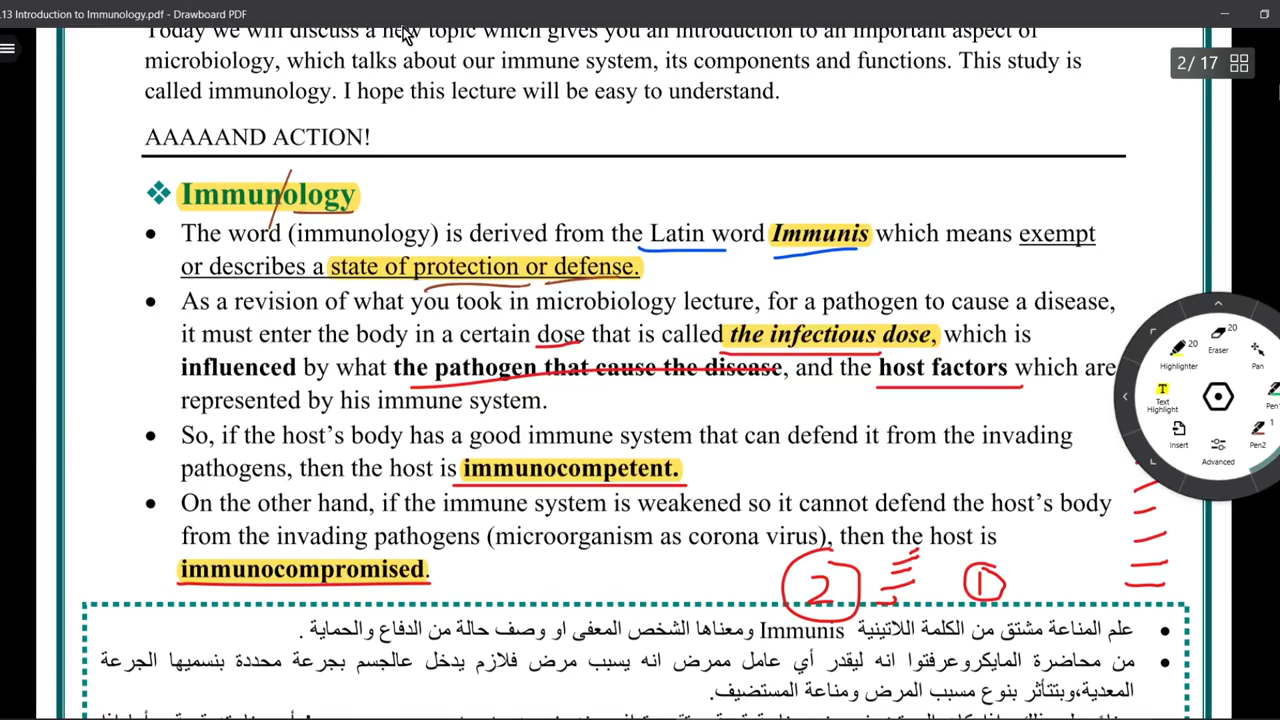 .13 Introduction to Immunology.pdf - Drawboard PDF
Today we will discuss a new topic which gives you an introduction to an important aspect of
microbiology, which talks about our immune system, its components and functions. This study is
called immunology. I hope this lecture will be easy to understand.
2/ 17
AAAAAND ACTION!
❖ Immunology
• The word (immunology) is derived from the Latin word Immunis which means exempt
or describes a state of protection or defense.
• As a revision of what you took in microbiology lecture, for a pathogen to cause a disease,
it must enter the body in a certain dose that is called the infectious dose, which is
influenced by what the pathogen that cause the disease, and the host factors which are
represented by his immune system.
• So, if the host's body has a good immune system that can defend it from the invading
pathogens, then the host is immunocompetent.
• On the other hand, if the immune system is weakened so it cannot defend the host's body
from the invading pathogens (microorganism as corona virus), then the host is
immunocompromised.
2
1
• علم المناعة مشتق من الكلمة اللاتينية Immunis ومعناها الشخص المعفى او وصف حالة من الدفاع والحماية .
• من محاضرة المايكروعرفتوا انه ليقدر أي عامل ممرض انه يسبب مرض فلازم يدخل عالجسم بجرعة محددة بنسميها الجرعة
المعدية،وبتتأثر بنوع مسبب المرض ومناعة المستضيف.
20
Highlighter
20
Eraser
Pan
Text
Highlight
Pen1
Insert
1
Pen2
Advanced